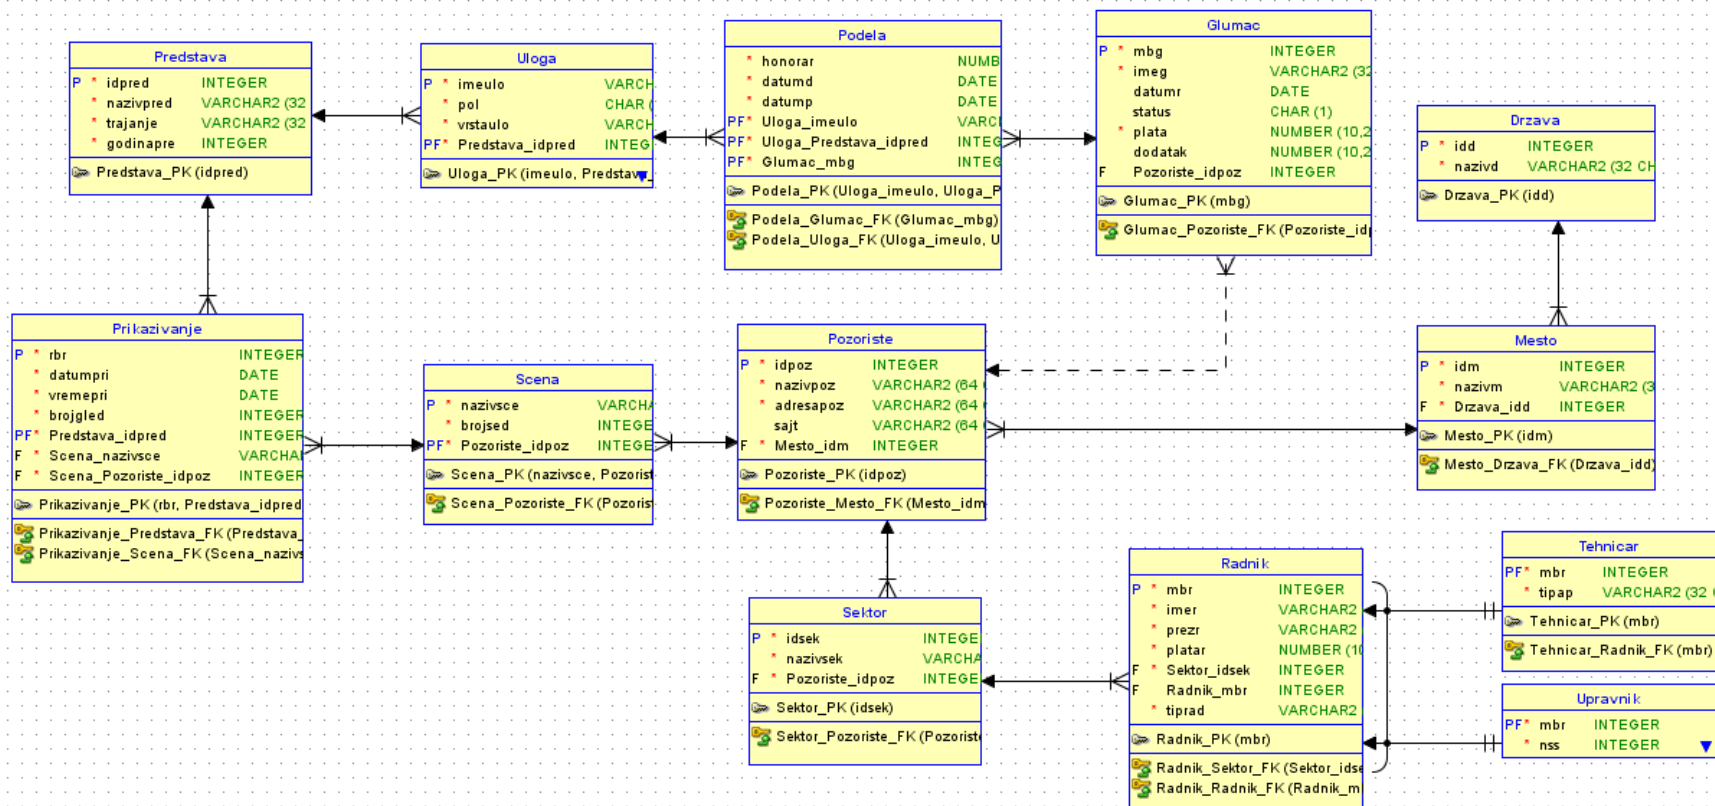 Predstava
P * idpred INTEGER
* nazivpred VARCHAR2 (32
* trajanje VARCHAR2 (32
* godinapre INTEGER
Predstava_PK (idpred)
Uloga
P * imeulo VARCH
* pol CHAR (
* vrstaulo VARCH
PF* Predstava_idpred INTEG
Uloga_PK (imeulo, Predstav_
Podela
* honorar NUMB
* datumd DATE
* datump DATE
PF* Uloga_imeulo VARC
PF* Uloga_Predstava_idpred INTEG
PF* Glumac_mbg INTEG
Podela_PK (Uloga_imeulo, Uloga_P
Podela_Glumac_FK (Glumac_mbg)
Podela_Uloga_FK (Uloga_imeulo, U
Glumac
P * mbg INTEGER
* imeg VARCHAR2 (32
datumr DATE
status CHAR (1)
* plata NUMBER (10,2
dodatak NUMBER (10,2
F Pozoriste_idpoz INTEGER
Glumac_PK (mbg)
Glumac_Pozoriste_FK (Pozoriste_id
Drzava
P * idd INTEGER
* nazivd VARCHAR2 (32 CH
Drzava_PK (idd)
Prikazivanje
P * rbr INTEGER
* datumpri DATE
* vremepri DATE
* brojgled INTEGER
PF* Predstava_idpred INTEGER
F * Scena_nazivsce VARCHA
F * Scena_Pozoriste_idpoz INTEGER
Prikazivanje_PK (rbr, Predstava_idpred
Prikazivanje_Predstava_FK (Predstava_
Prikazivanje_Scena_FK (Scena_nazivs
Scena
P * nazivsce VARCHA
* brojsed INTEGE
PF* Pozoriste_idpoz INTEGE
Scena_PK (nazivsce, Pozorist
Scena_Pozoriste_FK (Pozoris
Pozoriste
P * idpoz INTEGER
* nazivpoz VARCHAR2 (64
* adresapoz VARCHAR2 (64
sajt VARCHAR2 (64
F * Mesto_idm INTEGER
Pozoriste_PK (idpoz)
Pozoriste_Mesto_FK (Mesto_idm
Mesto
P * idm INTEGER
* nazivm VARCHAR2 (3
F * Drzava_idd INTEGER
Mesto_PK (idm)
Mesto_Drzava_FK (Drzava_idd)
Sektor
P * idsek INTEGE
* nazivsek VARCHA
F * Pozoriste_idpoz INTEGE
Sektor_PK (idsek)
Sektor_Pozoriste_FK (Pozorist
Radnik
P * mbr INTEGER
* imer VARCHAR2
* prezr VARCHAR2
* platar NUMBER (10
F * Sektor_idsek INTEGER
F Radnik_mbr INTEGER
* tiprad VARCHAR2
Radnik_PK (mbr)
Radnik_Sektor_FK (Sektor_idse
Radnik_Radnik_FK (Radnik_m
Tehnicar
PF* mbr INTEGER
* tipap VARCHAR2 (32
Tehnicar_PK (mbr)
Tehnicar_Radnik_FK (mbr)
Upravnik
PF* mbr INTEGER
* nss INTEGER